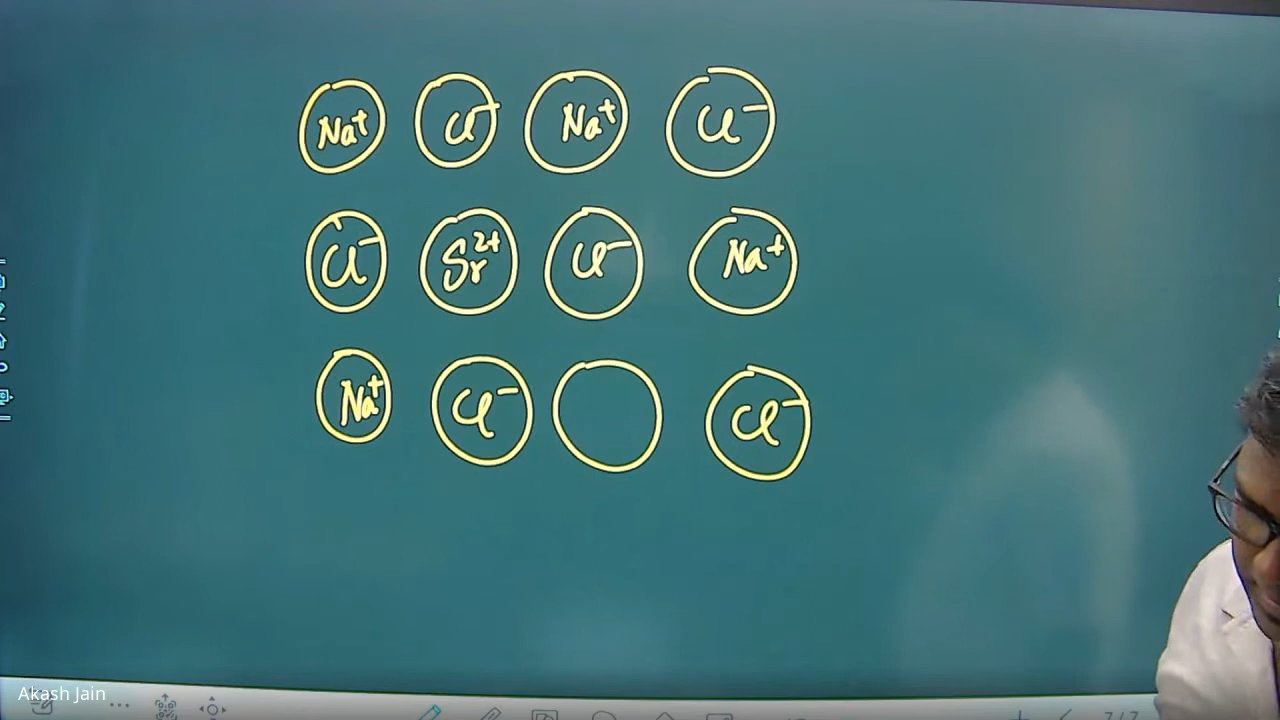 Na⁺ Cl⁻ Na⁺ Cl⁻
Cl⁻ Sr²⁺ Cl⁻ Na⁺
Na⁺ Cl⁻ Cl⁻
Akash Jain